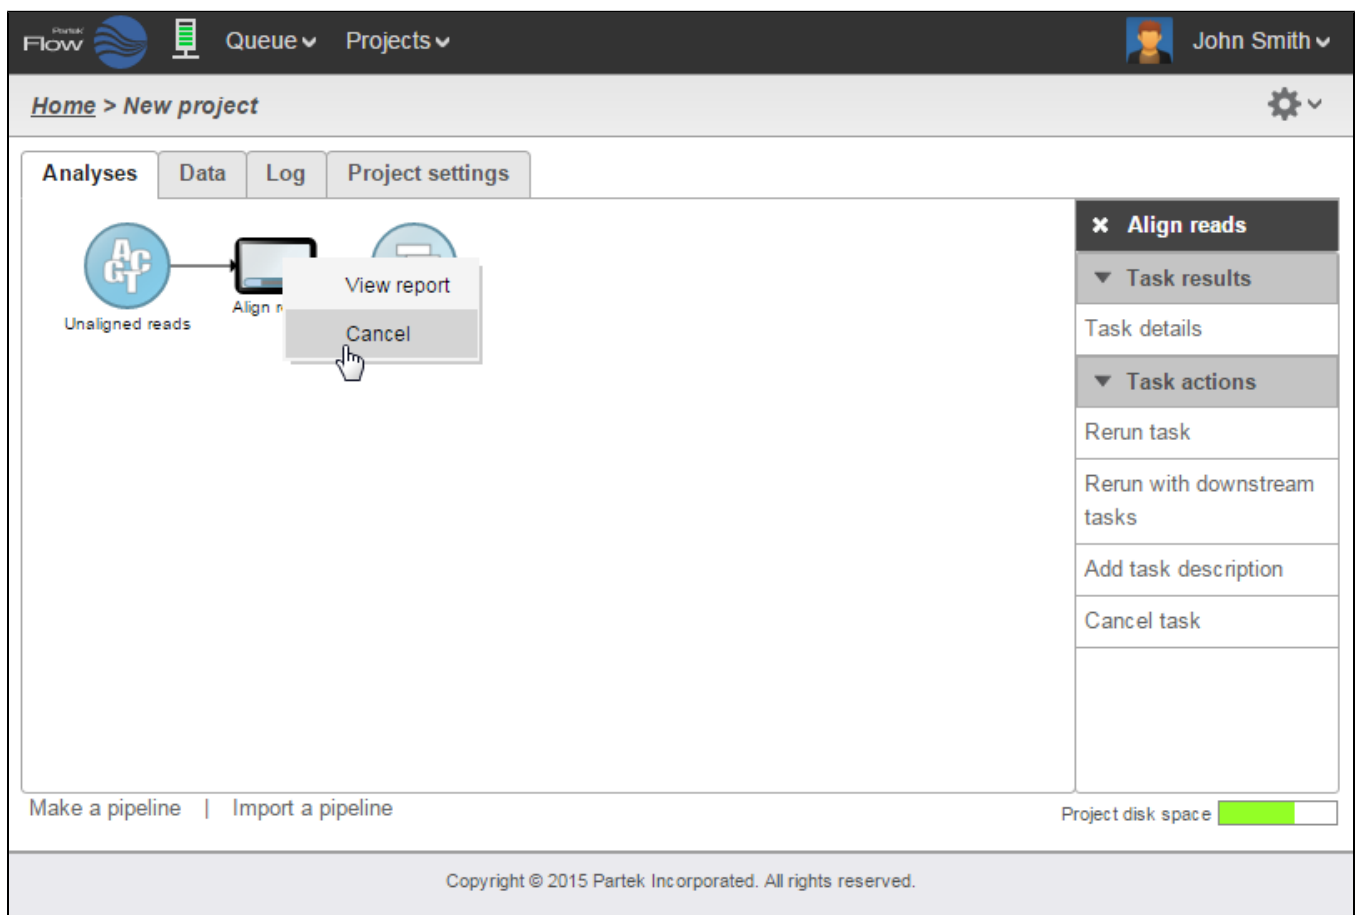 Partek
Flow
Queue
Projects
John Smith
Home > New project
Analyses
Data
Log
Project settings
ACGT
Unaligned reads
Align r
View report
Cancel
× Align reads
Task results
Task details
Task actions
Rerun task
Rerun with downstream
tasks
Add task description
Cancel task
Make a pipeline | Import a pipeline
Project disk space
Copyright © 2015 Partek Incorporated. All rights reserved.